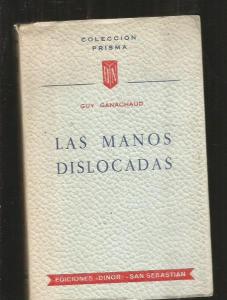 COLECCION
PRISMA
GUY GANACHAUD
LAS MANOS
DISLOCADAS
EDICIONES «DINOR» - SAN SEBASTIAN